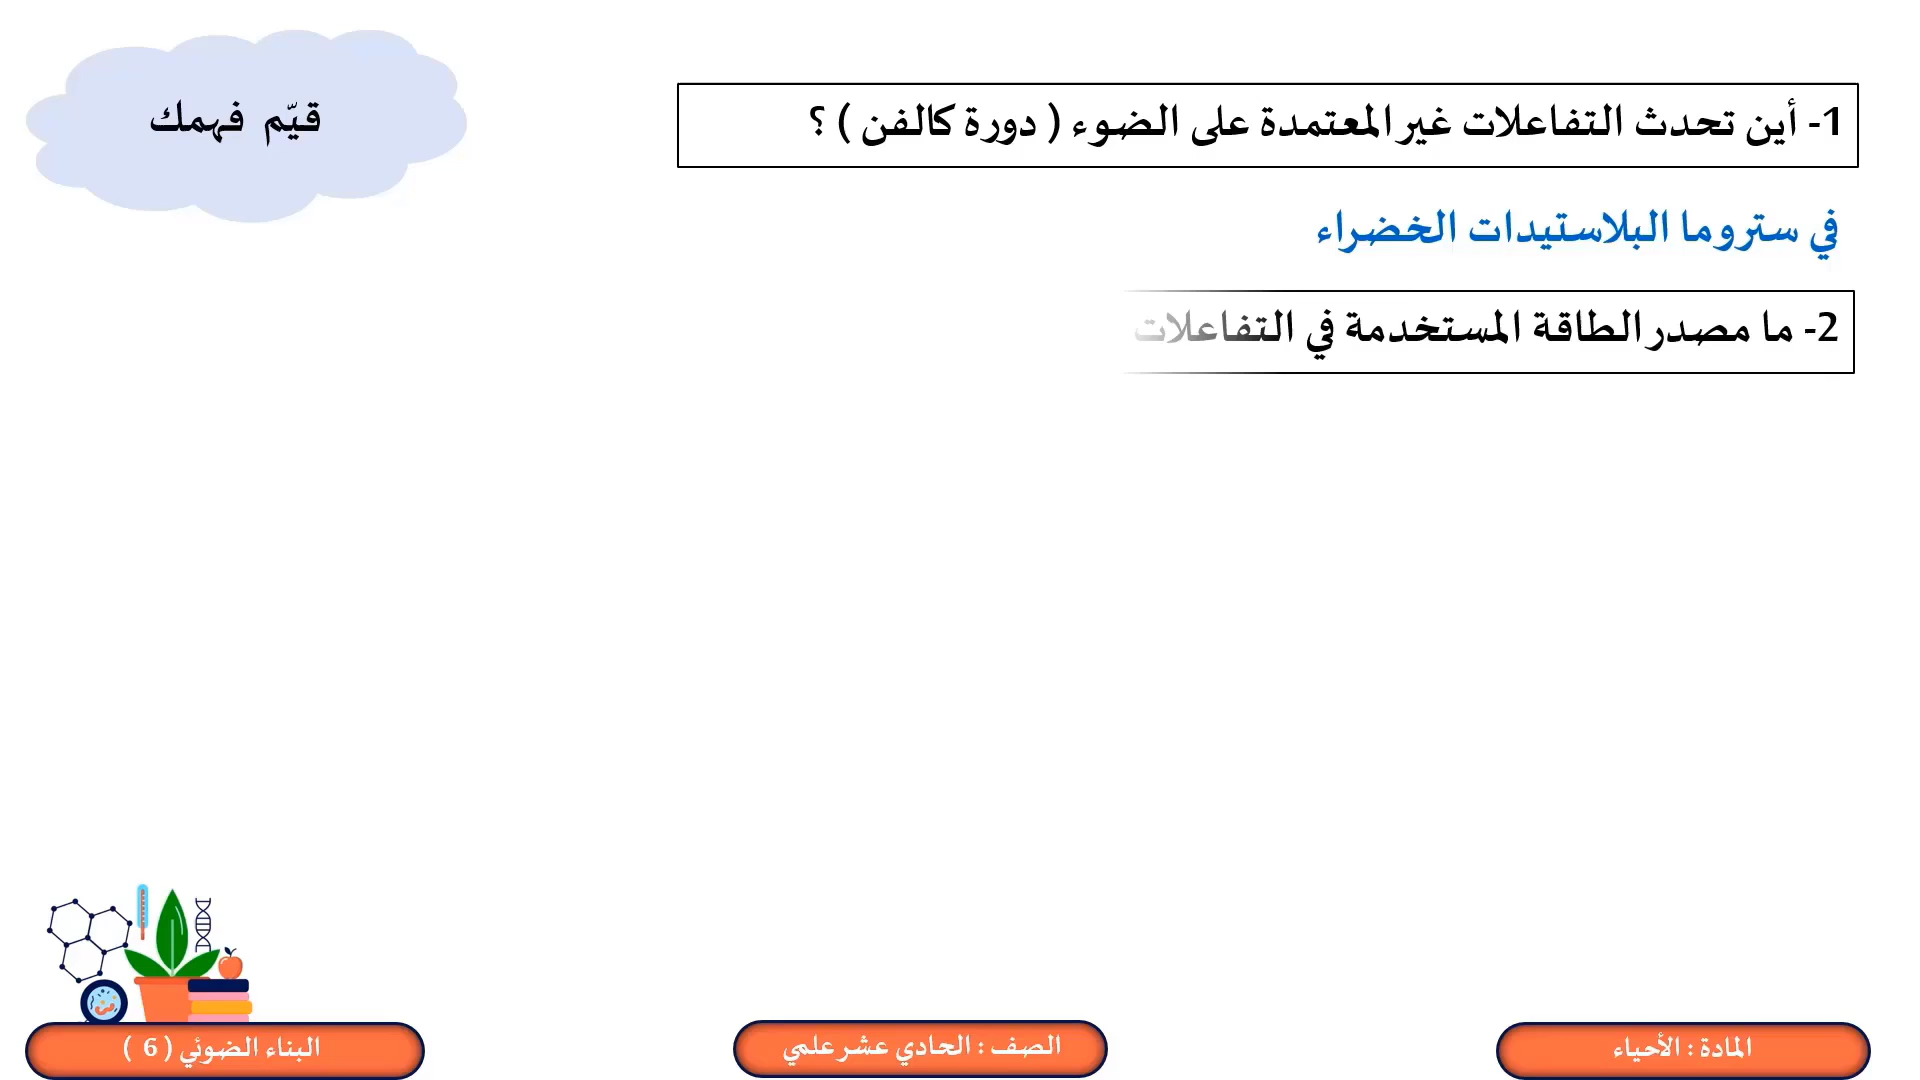 قيّم فهمك
1- أين تحدث التفاعلات غير المعتمدة على الضوء ( دورة كالفن ) ؟
في ستروما البلاستيدات الخضراء
2- ما مصدر الطاقة المستخدمة في التفاعلات
المادة : الأحياء
الصف : الحادي عشر علمي
البناء الضوئي ( 6 )